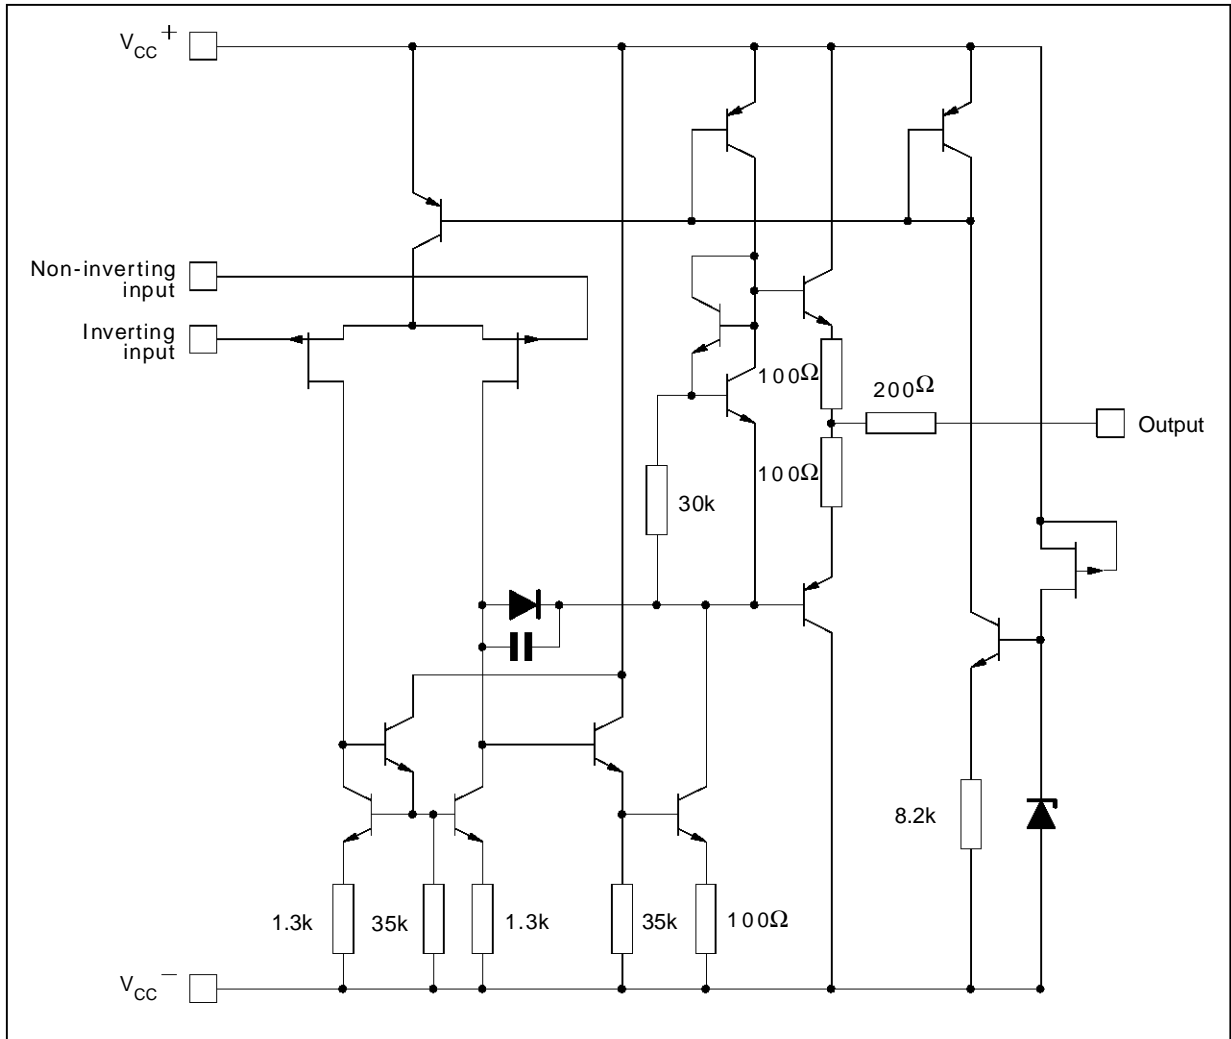 VCC+
Non-inverting
input
Inverting
input
100Ω
200Ω
Output
100Ω
30k
8.2k
1.3k
35k
1.3k
35k
100Ω
VCC−